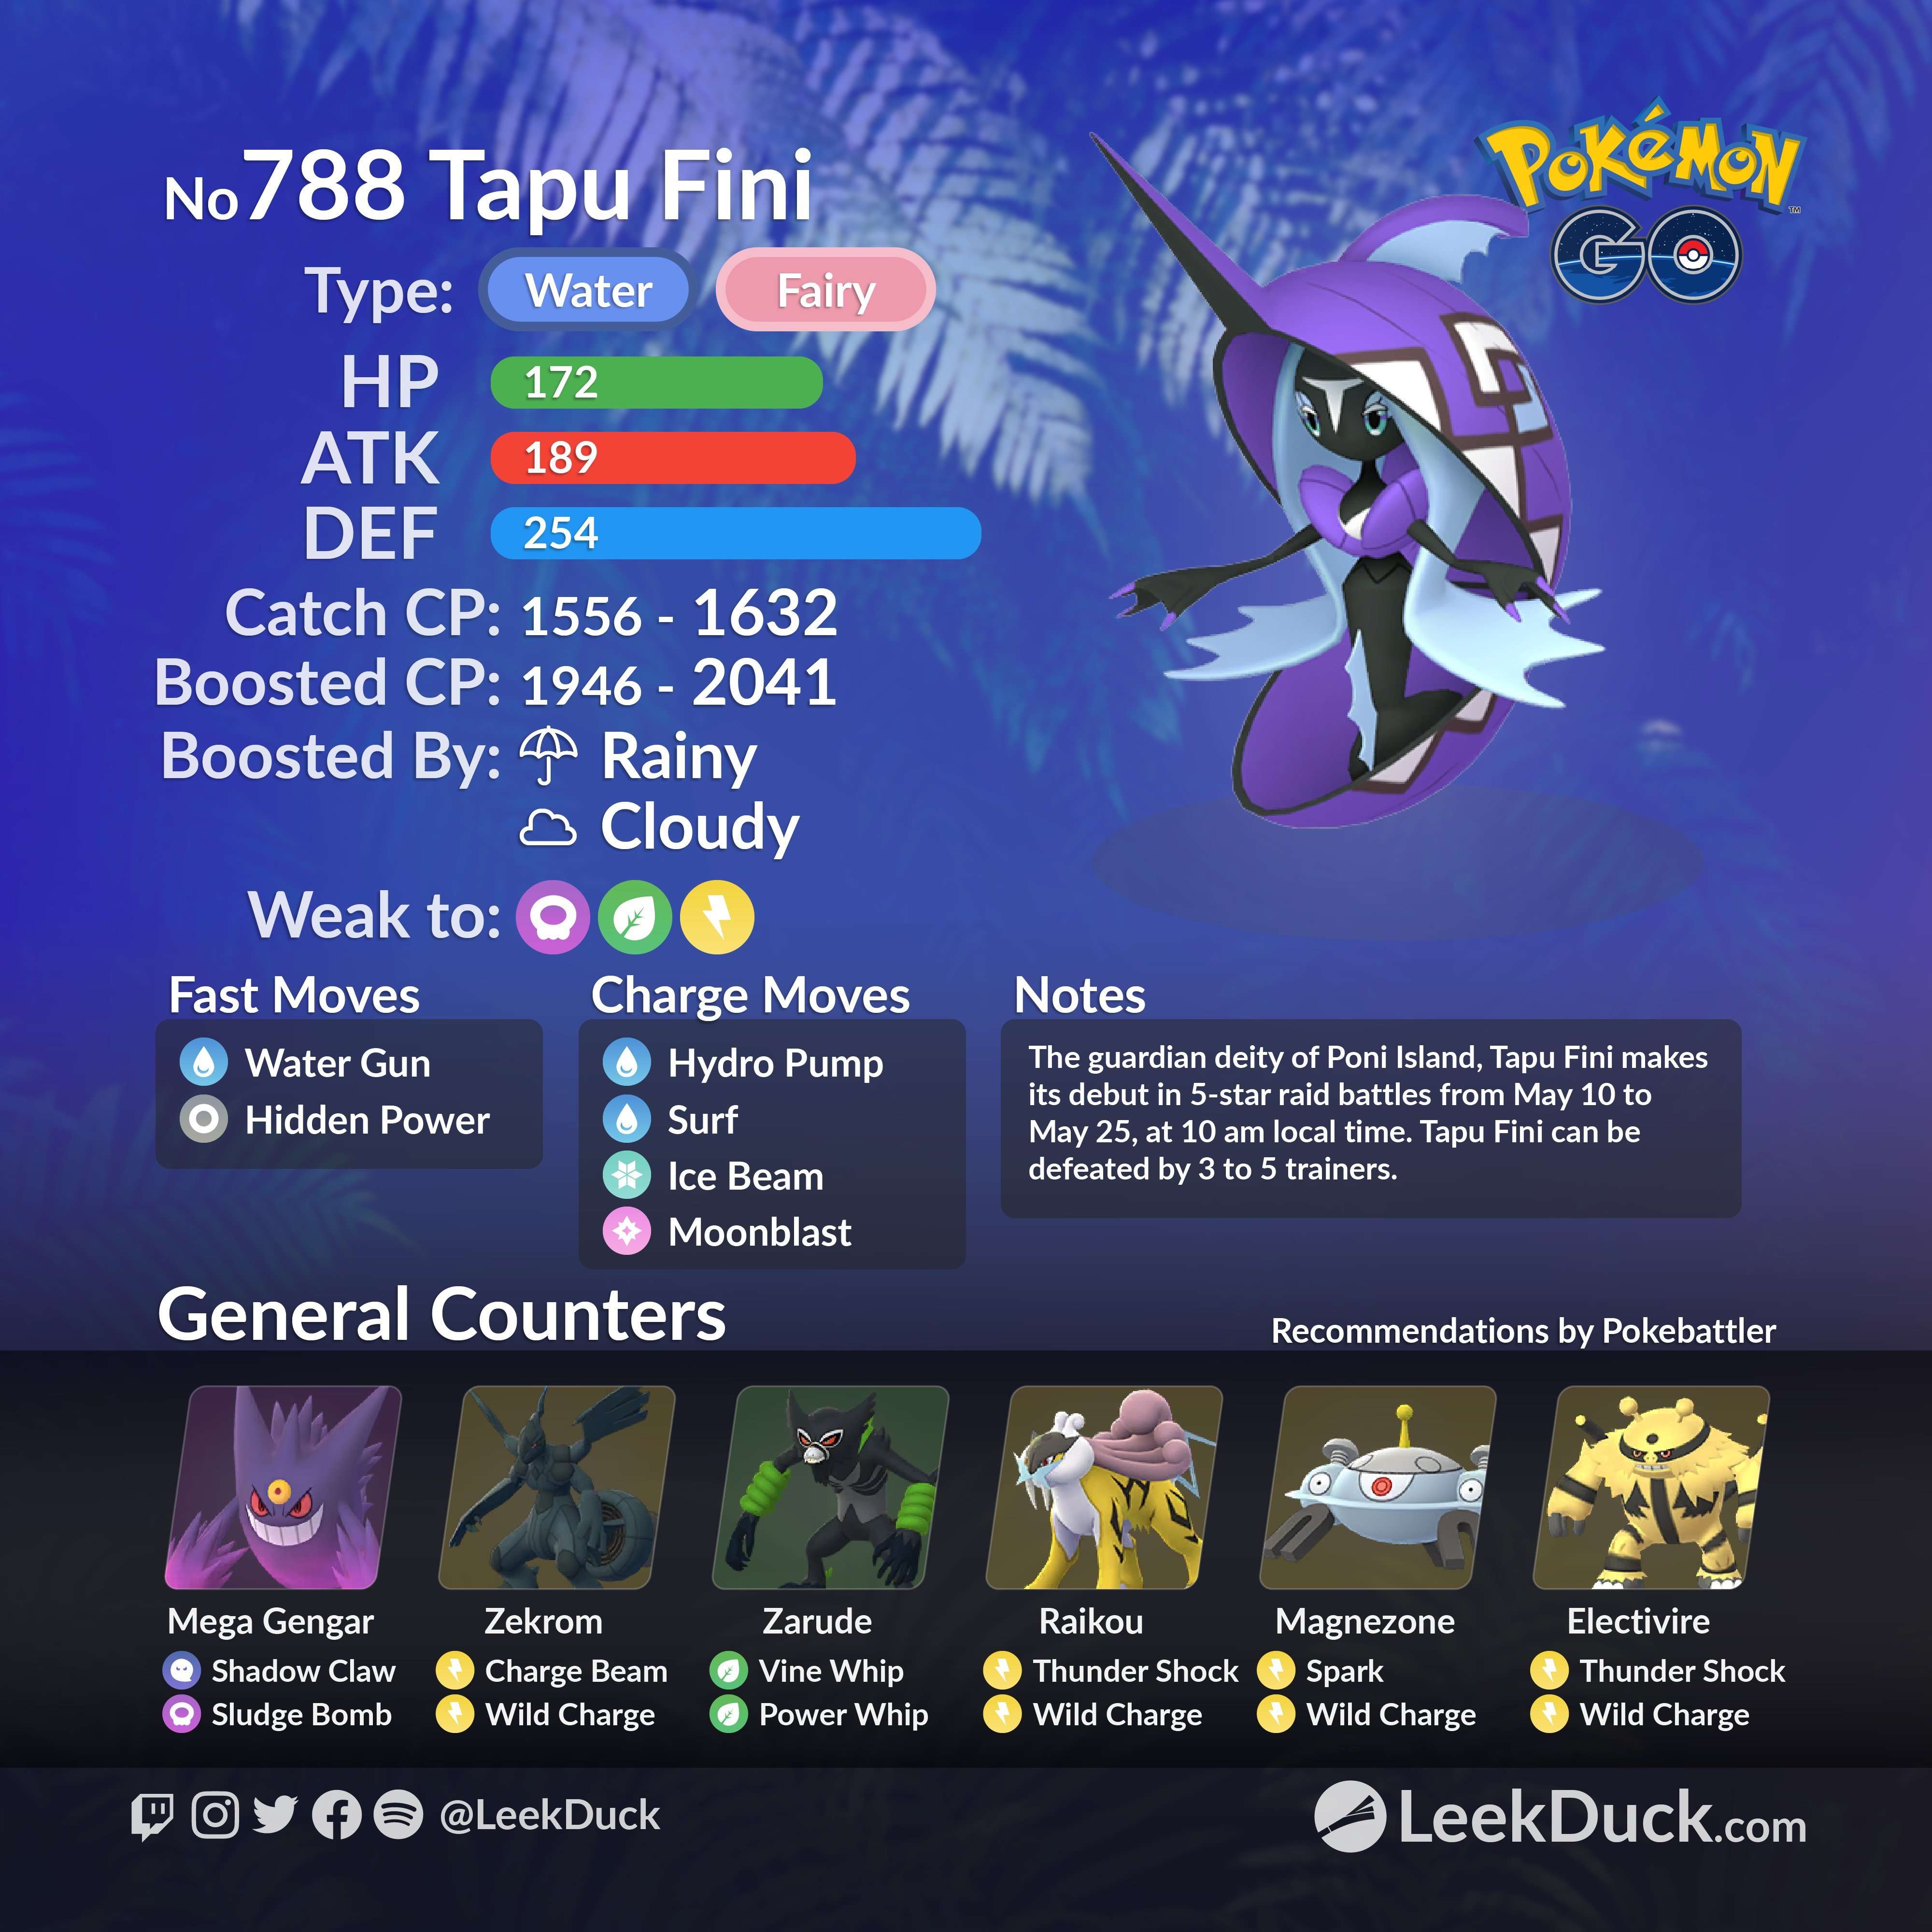 No788 Tapu Fini
POKÉMON
GO
TM
Type: Water Fairy
HP 172
ATK 189
DEF 254
Catch CP: 1556 - 1632
Boosted CP: 1946 - 2041
Boosted By: Rainy
Cloudy
Weak to:
Fast Moves
Water Gun
Hidden Power
Charge Moves
Hydro Pump
Surf
Ice Beam
Moonblast
Notes
The guardian deity of Poni Island, Tapu Fini makes
its debut in 5-star raid battles from May 10 to
May 25, at 10 am local time. Tapu Fini can be
defeated by 3 to 5 trainers.
General Counters
Recommendations by Pokebattler
Mega Gengar
Shadow Claw
Sludge Bomb
Zekrom
Charge Beam
Wild Charge
Zarude
Vine Whip
Power Whip
Raikou
Thunder Shock
Wild Charge
Magnezone
Spark
Wild Charge
Electivire
Thunder Shock
Wild Charge
@LeekDuck
LeekDuck.com